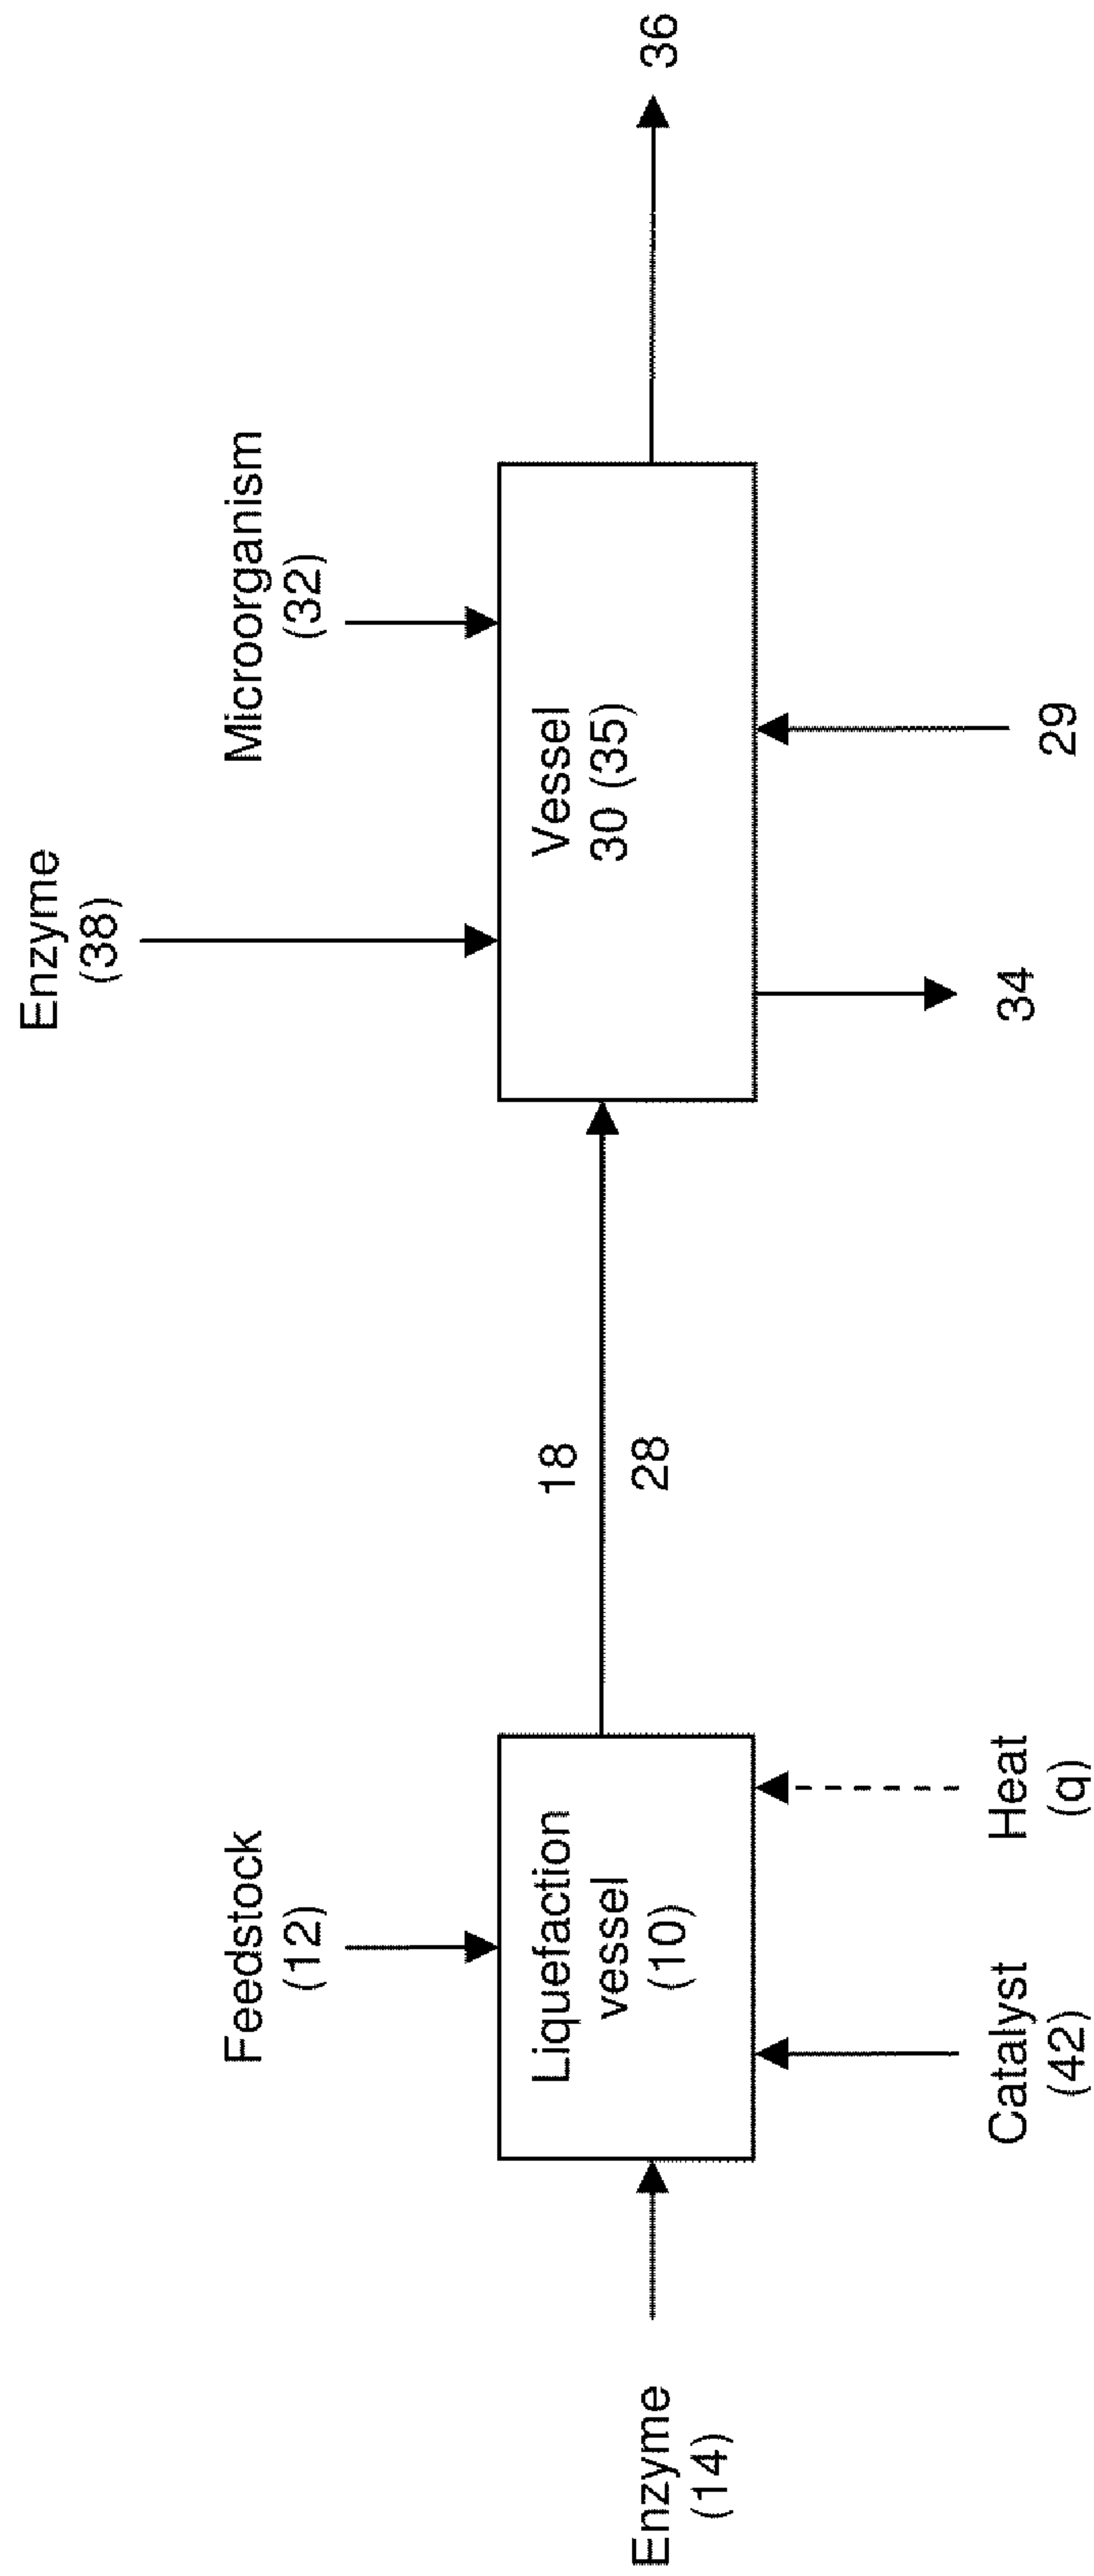 Enzyme
(38)
Feedstock
(12)
Microorganism
(32)
Enzyme
(14)
Liquefaction
vessel
(10)
18
28
Vessel
30 (35)
36
Catalyst
(42)
Heat
(q)
34
29